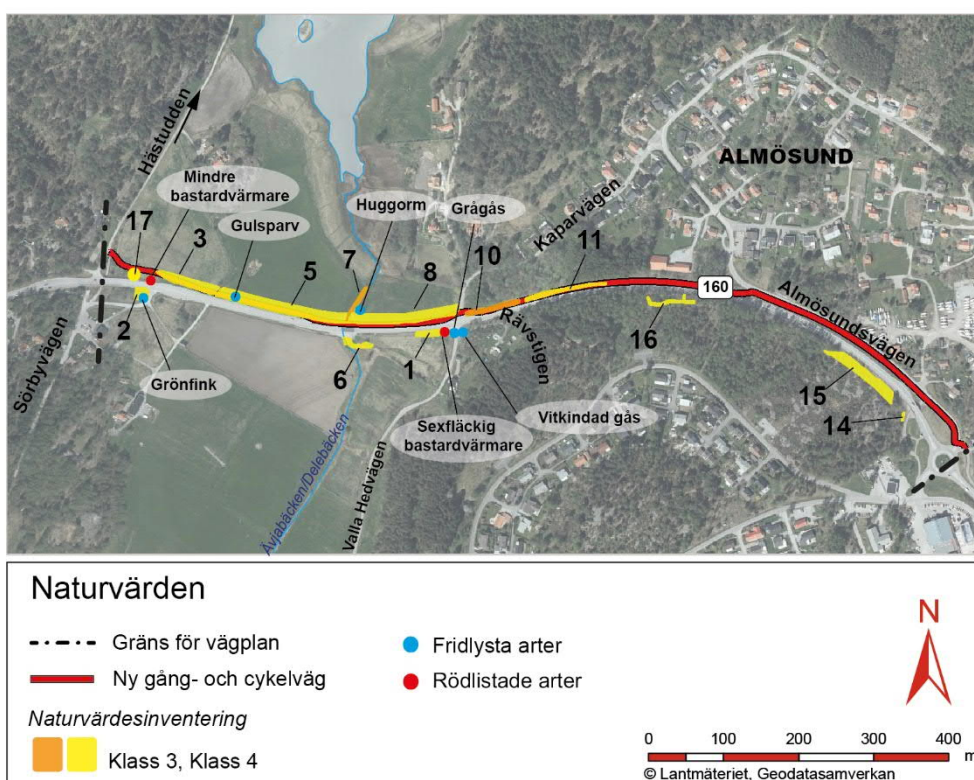 Hästudden
ALMÖSUND
Mindre
bastardvärmare
Huggorm
Grågås
Kaparvägen
17
3
Gulsparv
5
7
8
10
11
160
Almösundsvägen
2
Sörbyvägen
Grönfink
6
1
Rävstigen
16
15
14
Sexfläckig
bastardvärmare
Vitkindad gås
Ävjabäcken/Delebäcken
Valla Hedvägen
Naturvärden
Gräns för vägplan
Ny gång- och cykelväg
Naturvärdesinventering
Klass 3, Klass 4
Fridlysta arter
Rödlistade arter
N
0 100 200 300 400
m
© Lantmäteriet, Geodatasamverkan